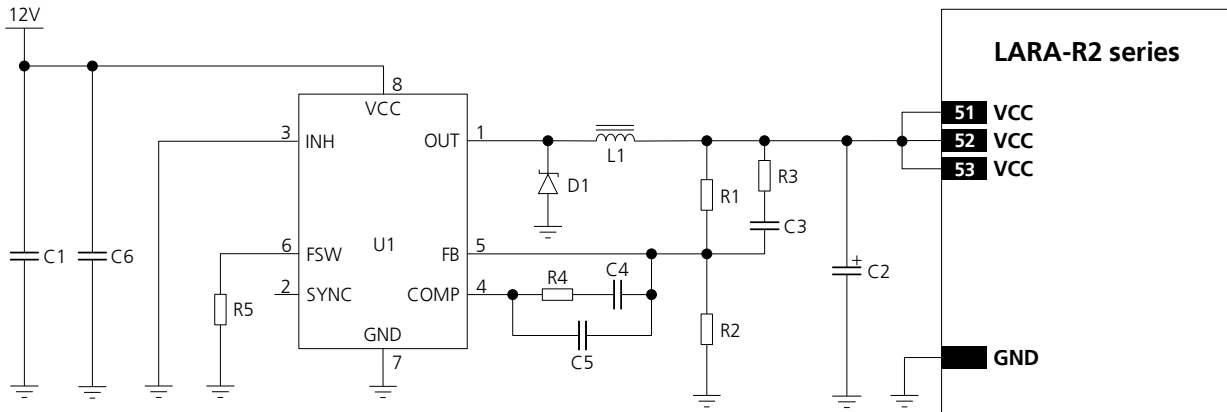 12V
LARA-R2 series
8
VCC
51 VCC
3 INH
OUT 1
52 VCC
L1
53 VCC
D1
R1
R3
C3
C1
C6
6 FSW
U1
FB 5
C2
+
2 SYNC
COMP 4
R4
C4
R5
R2
GND
C5
7
GND